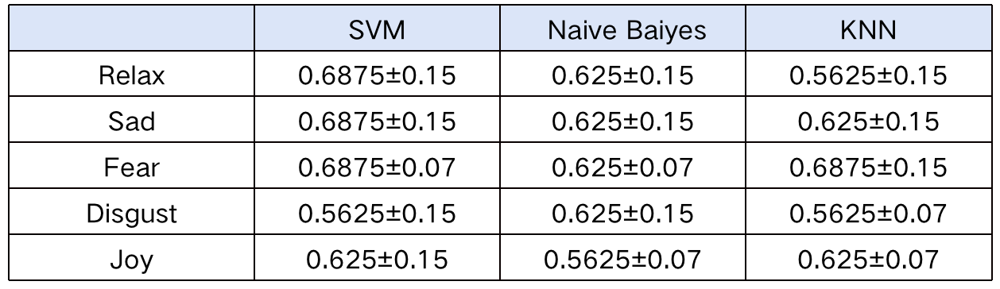 SVM Naive Baiyes KNN
Relax 0.6875±0.15 0.625±0.15 0.5625±0.15
Sad 0.6875±0.15 0.625±0.15 0.625±0.15
Fear 0.6875±0.07 0.625±0.07 0.6875±0.15
Disgust 0.5625±0.15 0.625±0.15 0.5625±0.07
Joy 0.625±0.15 0.5625±0.07 0.625±0.07